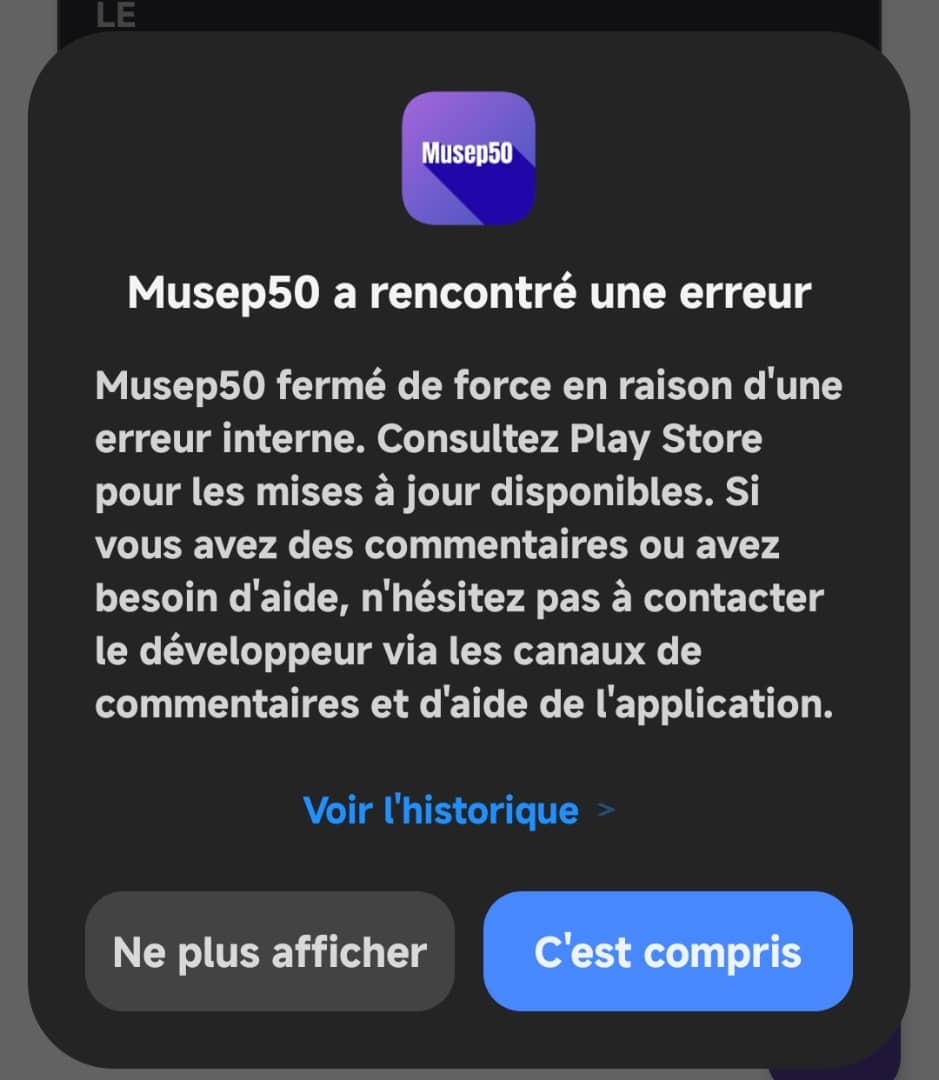 LE
Musep50
Musep50 a rencontré une erreur
Musep50 fermé de force en raison d'une
erreur interne. Consultez Play Store
pour les mises à jour disponibles. Si
vous avez des commentaires ou avez
besoin d'aide, n'hésitez pas à contacter
le développeur via les canaux de
commentaires et d'aide de l'application.
Voir l'historique >
Ne plus afficher
C'est compris